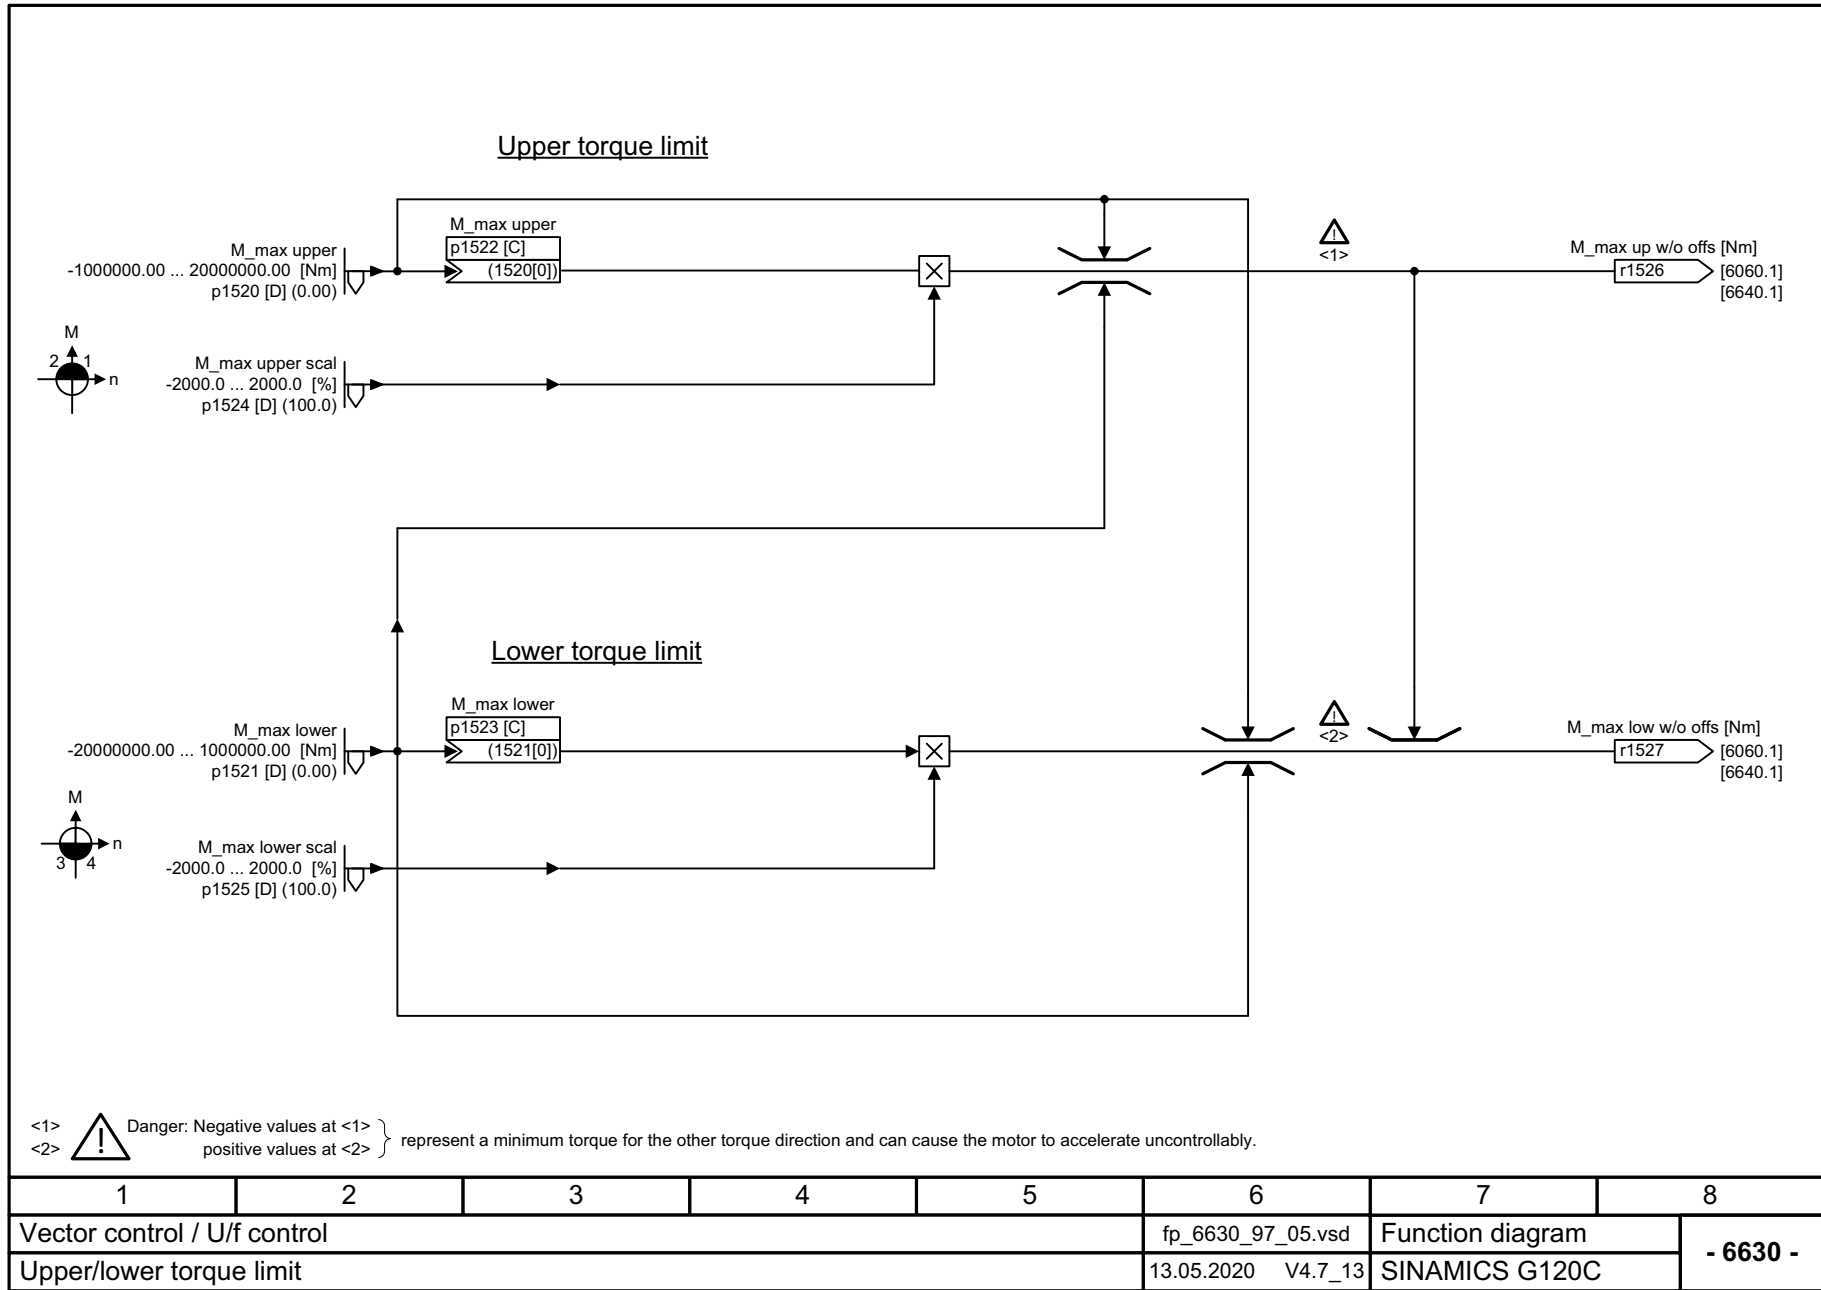 Upper torque limit
M_max upper
-1000000.00 ... 20000000.00 [Nm]
p1520 [D] (0.00)
M_max upper
p1522 [C]
(1520[0])
<1>
M_max up w/o offs [Nm]
r1526
[6060.1]
[6640.1]
M
2 1
n
M_max upper scal
-2000.0 ... 2000.0 [%]
p1524 [D] (100.0)
Lower torque limit
M_max lower
-20000000.00 ... 1000000.00 [Nm]
p1521 [D] (0.00)
M_max lower
p1523 [C]
(1521[0])
<2>
M_max low w/o offs [Nm]
r1527
[6060.1]
[6640.1]
M
n
3 4
M_max lower scal
-2000.0 ... 2000.0 [%]
p1525 [D] (100.0)
<1>
<2>
!
Danger: Negative values at <1>
positive values at <2>
represent a minimum torque for the other torque direction and can cause the motor to accelerate uncontrollably.
1 2 3 4 5 6 7 8
Vector control / U/f control
fp_6630_97_05.vsd
Function diagram
- 6630 -
Upper/lower torque limit
13.05.2020 V4.7_13
SINAMICS G120C